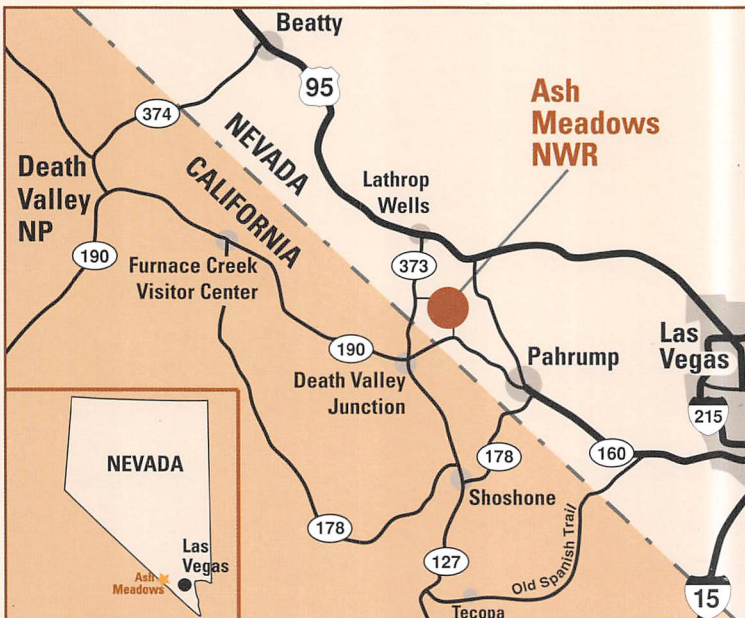 Beatty
95
374
NEVADA
CALIFORNIA
Ash
Meadows
NWR
Death
Valley
NP
Lathrop
Wells
190
Furnace Creek
Visitor Center
373
190
Death Valley
Junction
Pahrump
Las
Vegas
215
178
160
Shoshone
178
127
Old Spanish Trail
Tecopa
15
NEVADA
Las
Vegas
Ash
Meadows